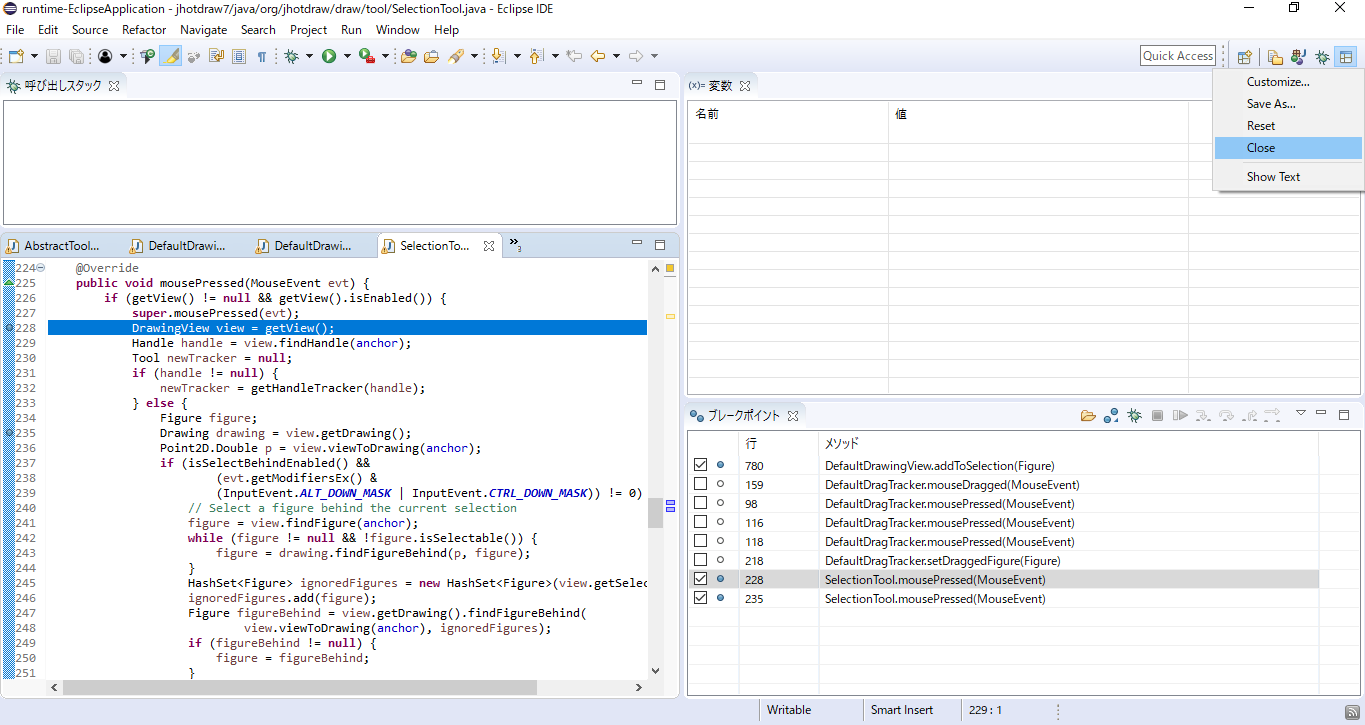 runtime-EclipseApplication - jhotdraw7/java/org/jhotdraw/draw/tool/SelectionTool.java - Eclipse IDE
File Edit Source Refactor Navigate Search Project Run Window Help
Quick Access
Customize...
Save As...
Reset
Close
Show Text
呼び出しスタック
(x)= 変数
名前 値
AbstractTool... DefaultDrawi... DefaultDrawi... SelectionTo... »3
224 @Override
225 public void mousePressed(MouseEvent evt) {
226 if (getView() != null && getView().isEnabled()) {
227 super.mousePressed(evt);
228 DrawingView view = getView();
229 Handle handle = view.findHandle(anchor);
230 Tool newTracker = null;
231 if (handle != null) {
232 newTracker = getHandleTracker(handle);
233 } else {
234 Figure figure;
235 Drawing drawing = view.getDrawing();
236 Point2D.Double p = view.viewToDrawing(anchor);
237 if (isSelectBehindEnabled() &&
238 (evt.getModifiersEx() &
239 (InputEvent.ALT_DOWN_MASK | InputEvent.CTRL_DOWN_MASK)) != 0)
240 // Select a figure behind the current selection
241 figure = view.findFigure(anchor);
242 while (figure != null && !figure.isSelectable()) {
243 figure = drawing.findFigureBehind(p, figure);
244 }
245 HashSet<Figure> ignoredFigures = new HashSet<Figure>(view.getSelec
246 ignoredFigures.add(figure);
247 Figure figureBehind = view.getDrawing().findFigureBehind(
248 view.viewToDrawing(anchor), ignoredFigures);
249 if (figureBehind != null) {
250 figure = figureBehind;
251 }
ブレークポイント
行 メソッド
780 DefaultDrawingView.addToSelection(Figure)
159 DefaultDragTracker.mouseDragged(MouseEvent)
98 DefaultDragTracker.mousePressed(MouseEvent)
116 DefaultDragTracker.mousePressed(MouseEvent)
118 DefaultDragTracker.mousePressed(MouseEvent)
218 DefaultDragTracker.setDraggedFigure(Figure)
228 SelectionTool.mousePressed(MouseEvent)
235 SelectionTool.mousePressed(MouseEvent)
Writable Smart Insert 229 : 1